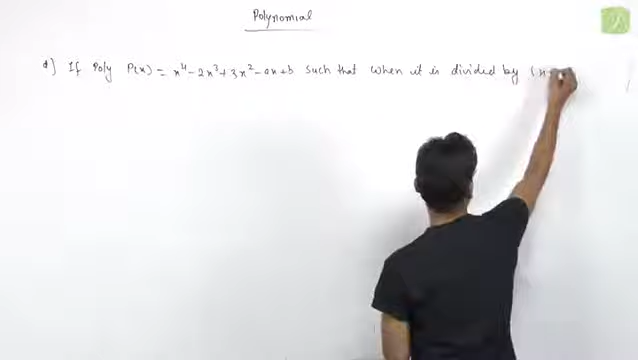 Polynomial
Q] If Poly P(x) = x⁴ - 2x³ + 3x² - ax + b such that when it is divided by (x